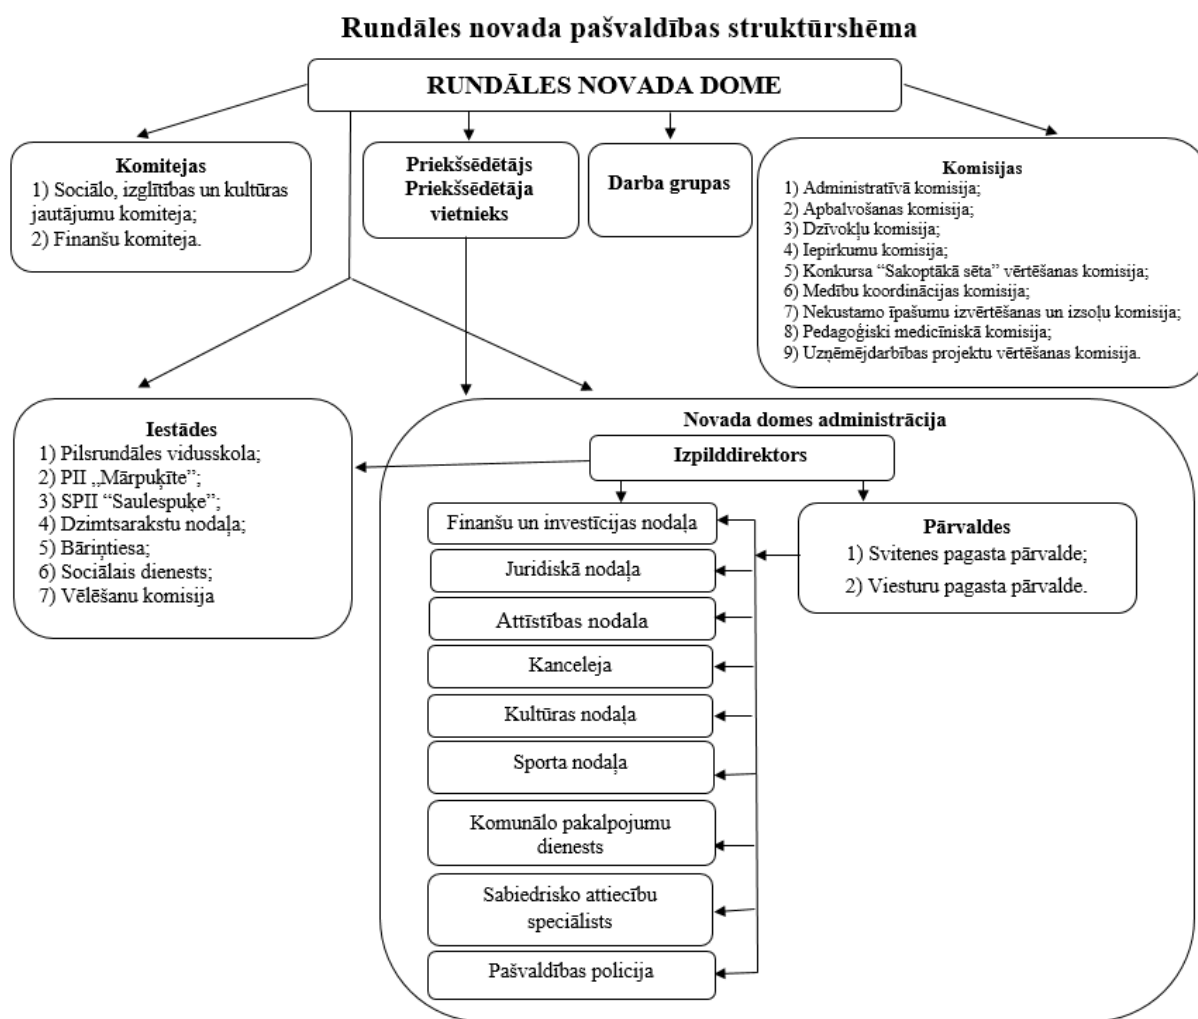 Rundāles novada pašvaldības struktūrshēma
RUNDĀLES NOVADA DOME
Komitejas
1) Sociālo, izglītības un kultūras
jautājumu komiteja;
2) Finanšu komiteja.
Priekšsēdētājs
Priekšsēdētāja
vietnieks
Darba grupas
Komisijas
1) Administratīvā komisija;
2) Apbalvošanas komisija;
3) Dzīvokļu komisija;
4) Iepirkumu komisija;
5) Konkursa “Sakoptākā sēta” vērtēšanas komisija;
6) Medību koordinācijas komisija;
7) Nekustamo īpašumu izvērtēšanas un izsoļu komisija;
8) Pedagoģiski medicīniskā komisija;
9) Uzņēmējdarbības projektu vērtēšanas komisija.
Iestādes
1) Pilsrundāles vidusskola;
2) PII „Mārpuķīte”;
3) SPII “Saulespuķe”;
4) Dzimtsarakstu nodaļa;
5) Bāriņtiesa;
6) Sociālais dienests;
7) Vēlēšanu komisija
Novada domes administrācija
Izpilddirektors
Finanšu un investīcijas nodaļa
Juridiskā nodaļa
Attīstības nodala
Kanceleja
Kultūras nodaļa
Sporta nodaļa
Komunālo pakalpojumu
dienests
Sabiedrisko attiecību
speciālists
Pašvaldības policija
Pārvaldes
1) Svitenes pagasta pārvalde;
2) Viesturu pagasta pārvalde.